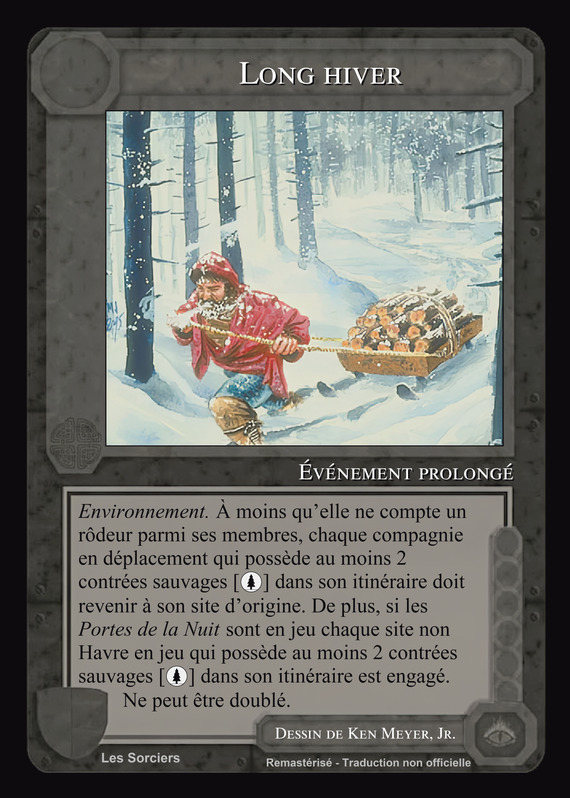 Long hiver
Événement prolongé
Environnement. À moins qu'elle ne compte un
rôdeur parmi ses membres, chaque compagnie
en déplacement qui possède au moins 2
contrées sauvages [] dans son itinéraire doit
revenir à son site d'origine. De plus, si les
Portes de la Nuit sont en jeu chaque site non
Havre en jeu qui possède au moins 2 contrées
sauvages [] dans son itinéraire est engagé.
Ne peut être doublé.
Dessin de Ken Meyer, Jr.
Les Sorciers
Remastérisé - Traduction non officielle